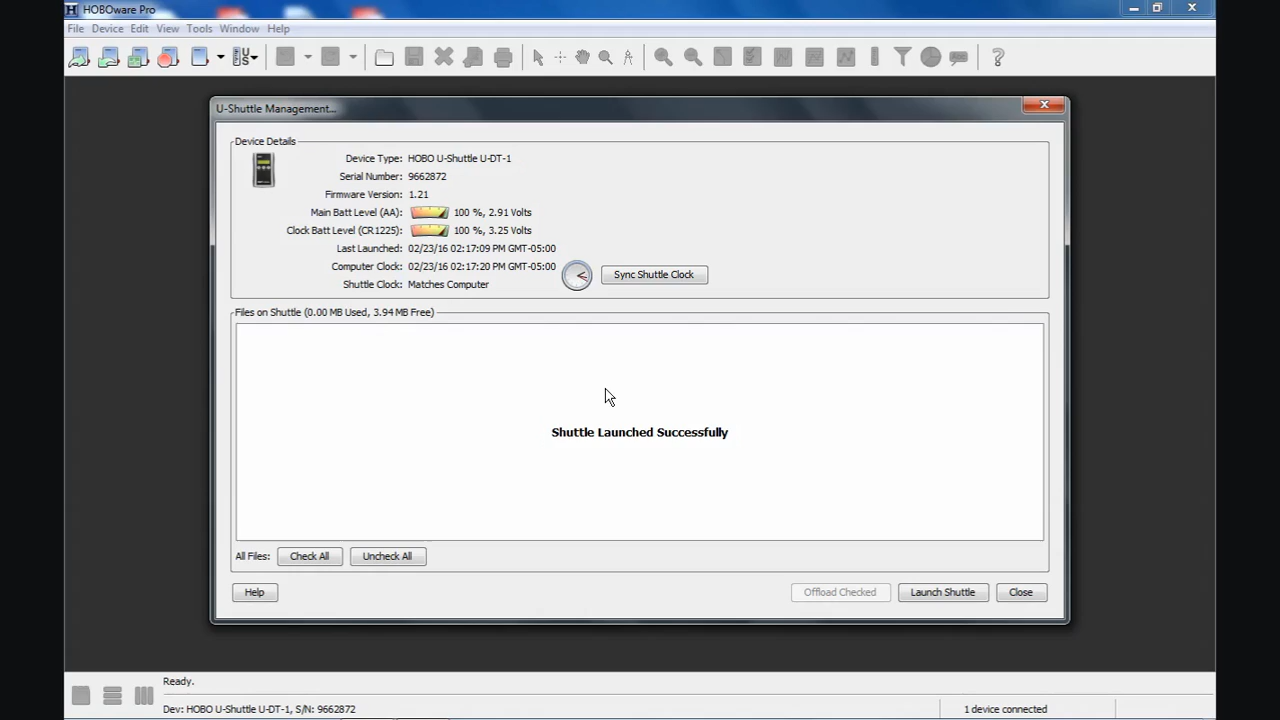 HOBOware Pro
File Device Edit View Tools Window Help
U-Shuttle Management...
Device Details
Device Type: HOBO U-Shuttle U-DT-1
Serial Number: 9662872
Firmware Version: 1.21
Main Batt Level (AA): 100 %, 2.91 Volts
Clock Batt Level (CR1225): 100 %, 3.25 Volts
Last Launched: 02/23/16 02:17:09 PM GMT-05:00
Computer Clock: 02/23/16 02:17:20 PM GMT-05:00
Sync Shuttle Clock
Shuttle Clock: Matches Computer
Files on Shuttle (0.00 MB Used, 3.94 MB Free)
Shuttle Launched Successfully
All Files: Check All Uncheck All
Help Offload Checked Launch Shuttle Close
Ready.
Dev: HOBO U-Shuttle U-DT-1, S/N: 9662872 1 device connected